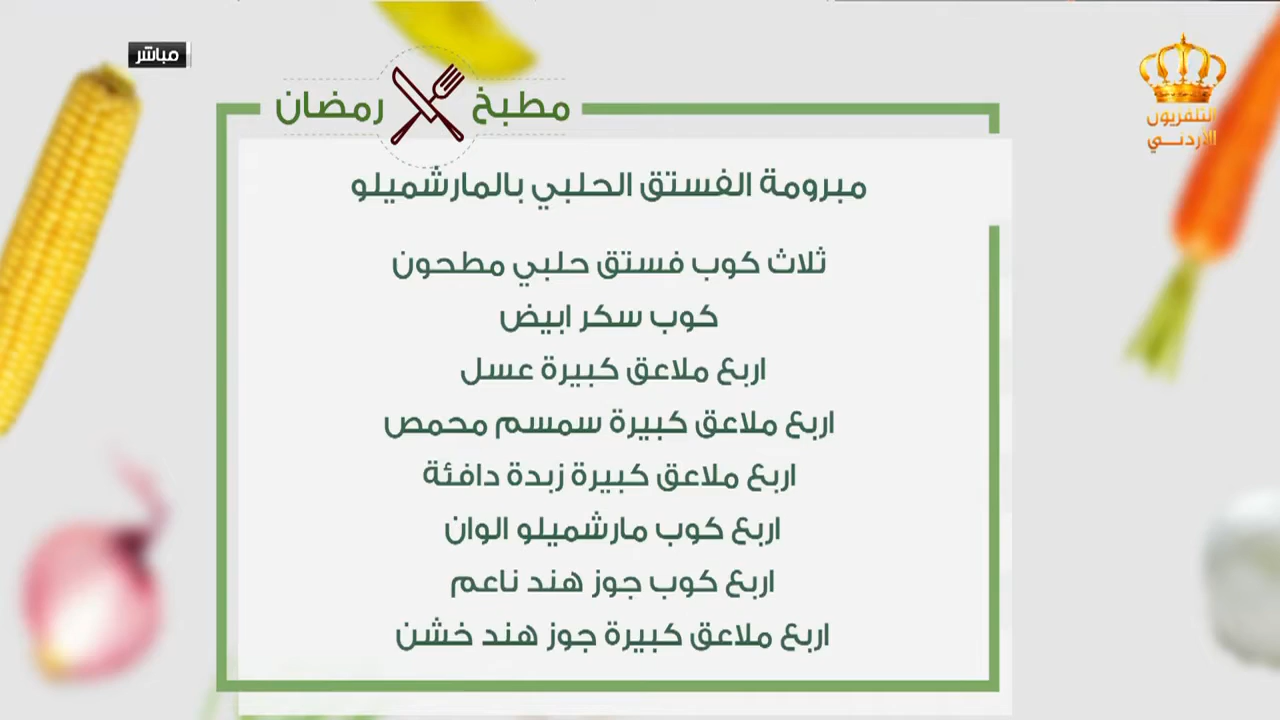 مباشر
التلفزيون
الأردني
مطبخ رمضان
مبرومة الفستق الحلبي بالمارشميلو
ثلاث كوب فستق حلبي مطحون
كوب سكر ابيض
اربع ملاعق كبيرة عسل
اربع ملاعق كبيرة سمسم محمص
اربع ملاعق كبيرة زبدة دافئة
اربع كوب مارشميلو الوان
اربع كوب جوز هند ناعم
اربع ملاعق كبيرة جوز هند خشن